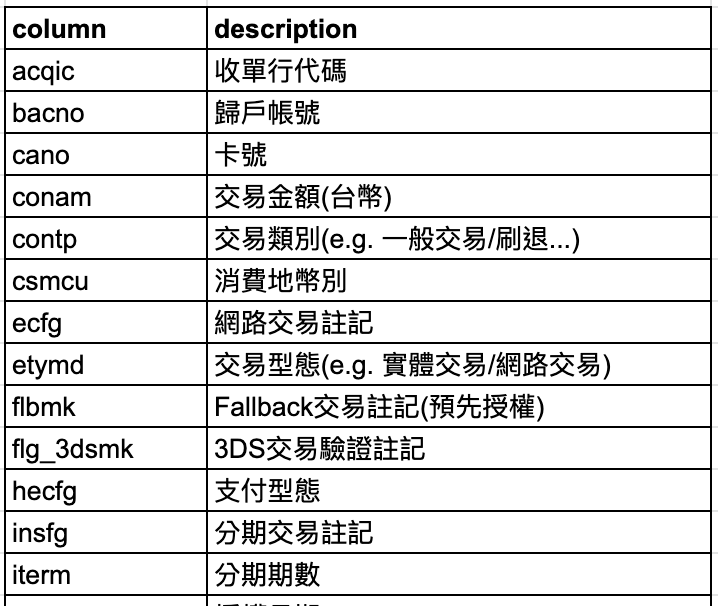 column description
acqic 收單行代碼
bacno 歸戶帳號
cano 卡號
conam 交易金額(台幣)
contp 交易類別(e.g. 一般交易/刷退...)
csmcu 消費地幣別
ecfg 網路交易註記
etymd 交易型態(e.g. 實體交易/網路交易)
flbmk Fallback交易註記(預先授權)
flg_3dsmk 3DS交易驗證註記
hecfg 支付型態
insfg 分期交易註記
iterm 分期期數